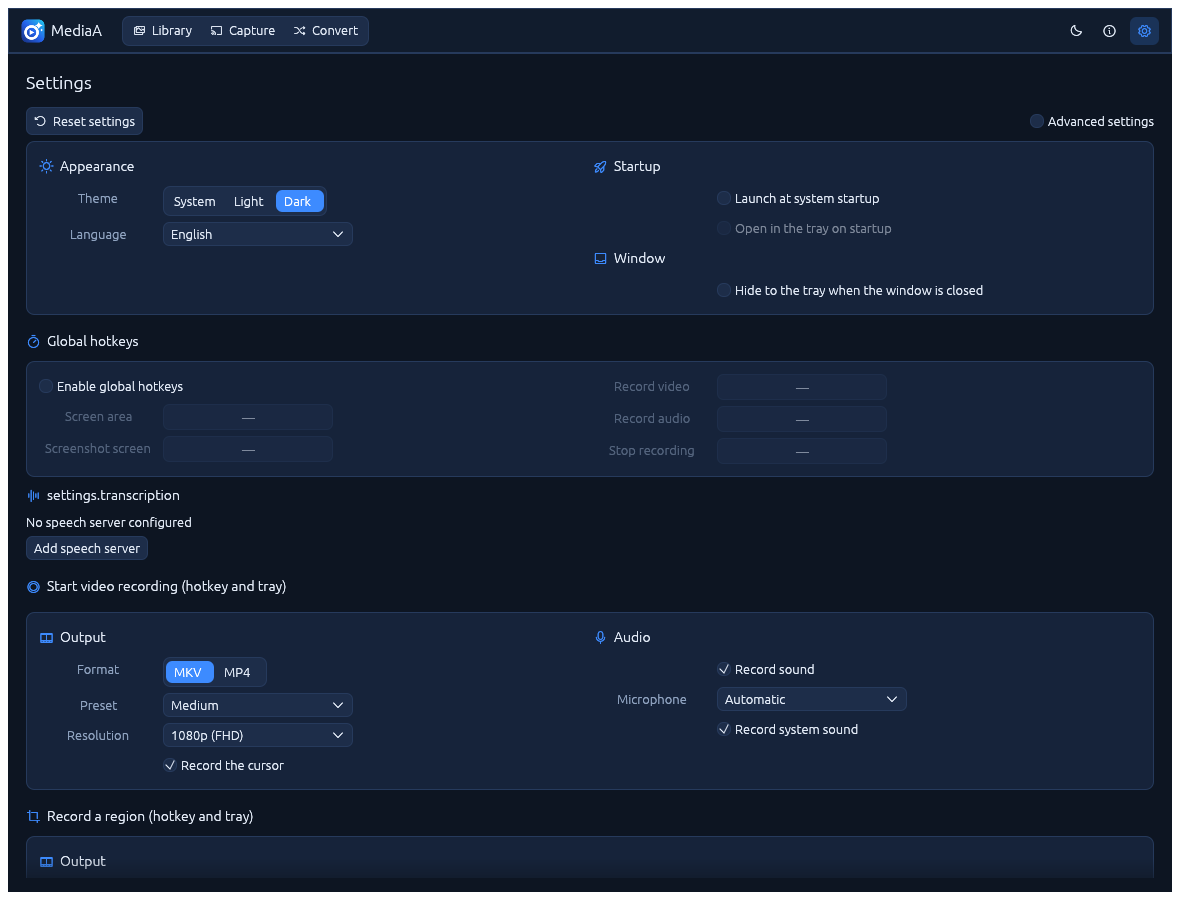 MediaA
Library Capture Convert
Settings
Reset settings
Advanced settings
Appearance
Theme
System Light Dark
Language
English
Startup
Launch at system startup
Open in the tray on startup
Window
Hide to the tray when the window is closed
Global hotkeys
Enable global hotkeys
Screen area —
Screenshot screen —
Record video —
Record audio —
Stop recording —
settings.transcription
No speech server configured
Add speech server
Start video recording (hotkey and tray)
Output
Format
MKV MP4
Preset
Medium
Resolution
1080p (FHD)
Record the cursor
Audio
Record sound
Microphone
Automatic
Record system sound
Record a region (hotkey and tray)
Output